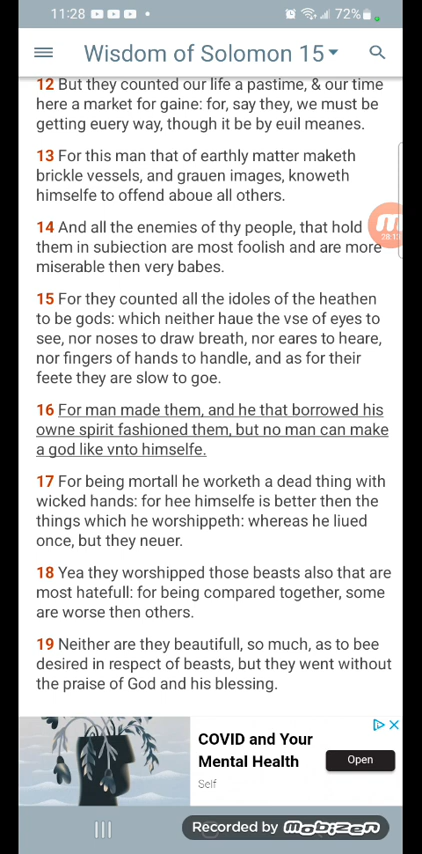 11:28 72%
Wisdom of Solomon 15
12 But they counted our life a pastime, & our time
here a market for gaine: for, say they, we must be
getting euery way, though it be by euil meanes.
13 For this man that of earthly matter maketh
brickle vessels, and grauen images, knoweth
himselfe to offend aboue all others.
14 And all the enemies of thy people, that hold
them in subiection are most foolish and are more
miserable then very babes.
15 For they counted all the idoles of the heathen
to be gods: which neither haue the vse of eyes to
see, nor noses to draw breath, nor eares to heare,
nor fingers of hands to handle, and as for their
feete they are slow to goe.
16 For man made them, and he that borrowed his
owne spirit fashioned them, but no man can make
a god like vnto himselfe.
17 For being mortall he worketh a dead thing with
wicked hands: for hee himselfe is better then the
things which he worshippeth: whereas he liued
once, but they neuer.
18 Yea they worshipped those beasts also that are
most hatefull: for being compared together, some
are worse then others.
19 Neither are they beautifull, so much, as to bee
desired in respect of beasts, but they went without
the praise of God and his blessing.
COVID and Your
Mental Health
Open
Self
Recorded by mobizen